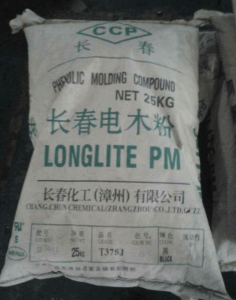 CCP
长 春
PHENOLIC MOLDING COMPOUND
NET 25KG
长春电木粉
LONGLITE PM
长春化工(漳州)有限公司
CHANG CHUN CHEMICAL(ZHANGZHOU)CO.,LTD.
25KG T375J 黑
BLACK